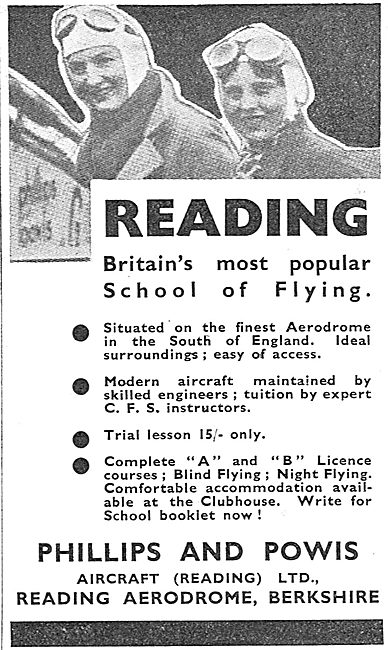 phillips
powis
READING
Britain's most popular
School of Flying.
Situated on the finest Aerodrome
in the South of England. Ideal
surroundings; easy of access.
Modern aircraft maintained by
skilled engineers; tuition by expert
C. F. S. instructors.
Trial lesson 15/- only.
Complete "A" and "B" Licence
courses; Blind Flying; Night Flying.
Comfortable accommodation avail-
able at the Clubhouse. Write for
School booklet now!
PHILLIPS AND POWIS
AIRCRAFT (READING) LTD.,
READING AERODROME, BERKSHIRE